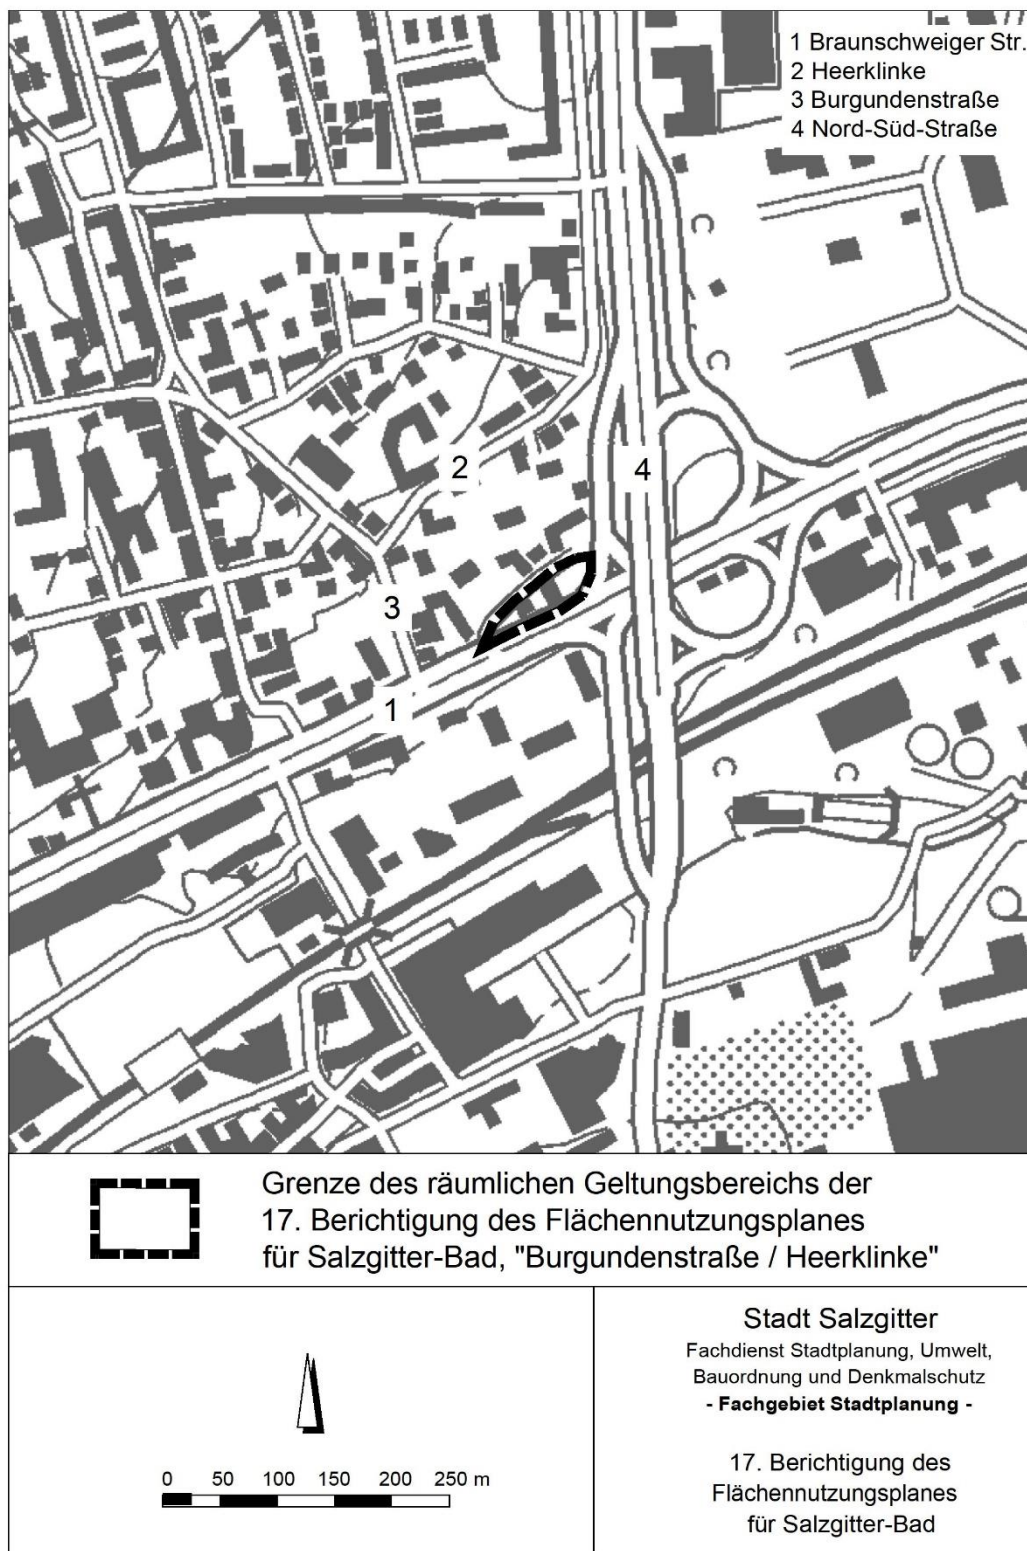 1 Braunschweiger Str.
2 Heerklinke
3 Burgundenstraße
4 Nord-Süd-Straße
2
4
3
1
Grenze des räumlichen Geltungsbereichs der
17. Berichtigung des Flächennutzungsplanes
für Salzgitter-Bad, "Burgundenstraße / Heerklinke"
0 50 100 150 200 250 m
Stadt Salzgitter
Fachdienst Stadtplanung, Umwelt,
Bauordnung und Denkmalschutz
- Fachgebiet Stadtplanung -
17. Berichtigung des
Flächennutzungsplanes
für Salzgitter-Bad